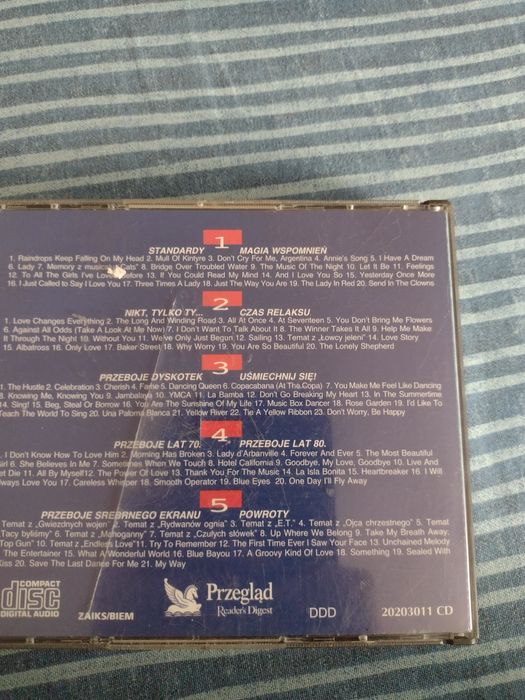 STANDARDY 1 MAGIA WSPOMNIEŃ
1. Raindrops Keep Falling On My Head 2. Mull Of Kintyre 3. Don't Cry For Me, Argentina 4. Annie's Song 5. I Have A Dream
6. Lady 7. Memory z musicalu „Cats” 8. Bridge Over Troubled Water 9. The Music Of The Night 10. Let It Be 11. Feelings
12. To All The Girls I've Loved Before 13. If You Could Read My Mind 14. And I Love You So 15. Yesterday Once More
16. I Just Called to Say I Love You 17. Three Times A Lady 18. Just The Way You Are 19. The Lady In Red 20. Send In The Clowns
NIKT, TYLKO TY... 2 CZAS RELAKSU
1. Love Changes Everything 2. The Long And Winding Road 3. All At Once 4. At Seventeen 5. You Don't Bring Me Flowers
6. Against All Odds (Take A Look At Me Now) 7. I Don't Want To Talk About It 8. The Winner Takes It All 9. Help Me Make
It Through The Night 10. Without You 11. We've Only Just Begun 12. Sailing 13. Temat z „Łowcy jeleni” 14. Love Story
15. Albatross 16. Only Love 17. Baker Street 18. Why Worry 19. You Are So Beautiful 20. The Lonely Shepherd
PRZEBOJE DYSKOTEK 3 UŚMIECHNIJ SIĘ!
1. The Hustle 2. Celebration 3. Cherish 4. Fame 5. Dancing Queen 6. Copacabana (At The Copa) 7. You Make Me Feel Like Dancing
8. Knowing Me, Knowing You 9. Jambalaya 10. YMCA 11. La Bamba 12. Don't Go Breaking My Heart 13. In The Summertime
14. Sing! 15. Beg, Steal Or Borrow 16. You Are The Sunshine Of My Life 17. Music Box Dancer 18. Rose Garden 19. I'd Like To
Teach The World To Sing 20. Una Paloma Blanca 21. Yellow River 22. Tie A Yellow Ribbon 23. Don't Worry, Be Happy
PRZEBOJE LAT 70. 4 PRZEBOJE LAT 80.
. I Don't Know How To Love Him 2. Morning Has Broken 3. Lady d'Arbanville 4. Forever And Ever 5. The Most Beautiful
Girl 6. She Believes In Me 7. Sometimes When We Touch 8. Hotel California 9. Goodbye, My Love, Goodbye 10. Live And
Let Die 11. All By Myself 12. The Power Of Love 13. Thank You For The Music 14. La Isla Bonita 15. Heartbreaker 16. I Will
Always Love You 17. Careless Whisper 18. Smooth Operator 19. Blue Eyes 20. One Day I'll Fly Away
PRZEBOJE SREBRNEGO EKRANU 5 POWROTY
Temat z „Gwiezdnych wojen” 2. Temat z „Rydwanów ognia” 3. Temat z „E.T.” 4. Temat z „Ojca chrzestnego” 5. Temat
„Tacy byliśmy” 6. Temat z „Mahoganny” 7. Temat z „Czułych słówek” 8. Up Where We Belong 9. Take My Breath Away
„Top Gun” 10. Temat z „Endless Love” 11. Try To Remember 12. The First Time Ever I Saw Your Face 13. Unchained Melody
The Entertainer 15. What A Wonderful World 16. Blue Bayou 17. A Groovy Kind Of Love 18. Something 19. Sealed With
Kiss 20. Save The Last Dance For Me 21. My Way
COMPACT
disc
DIGITAL AUDIO
ZAIKS/BIEM
Przegląd
Reader's Digest
DDD
20203011 CD